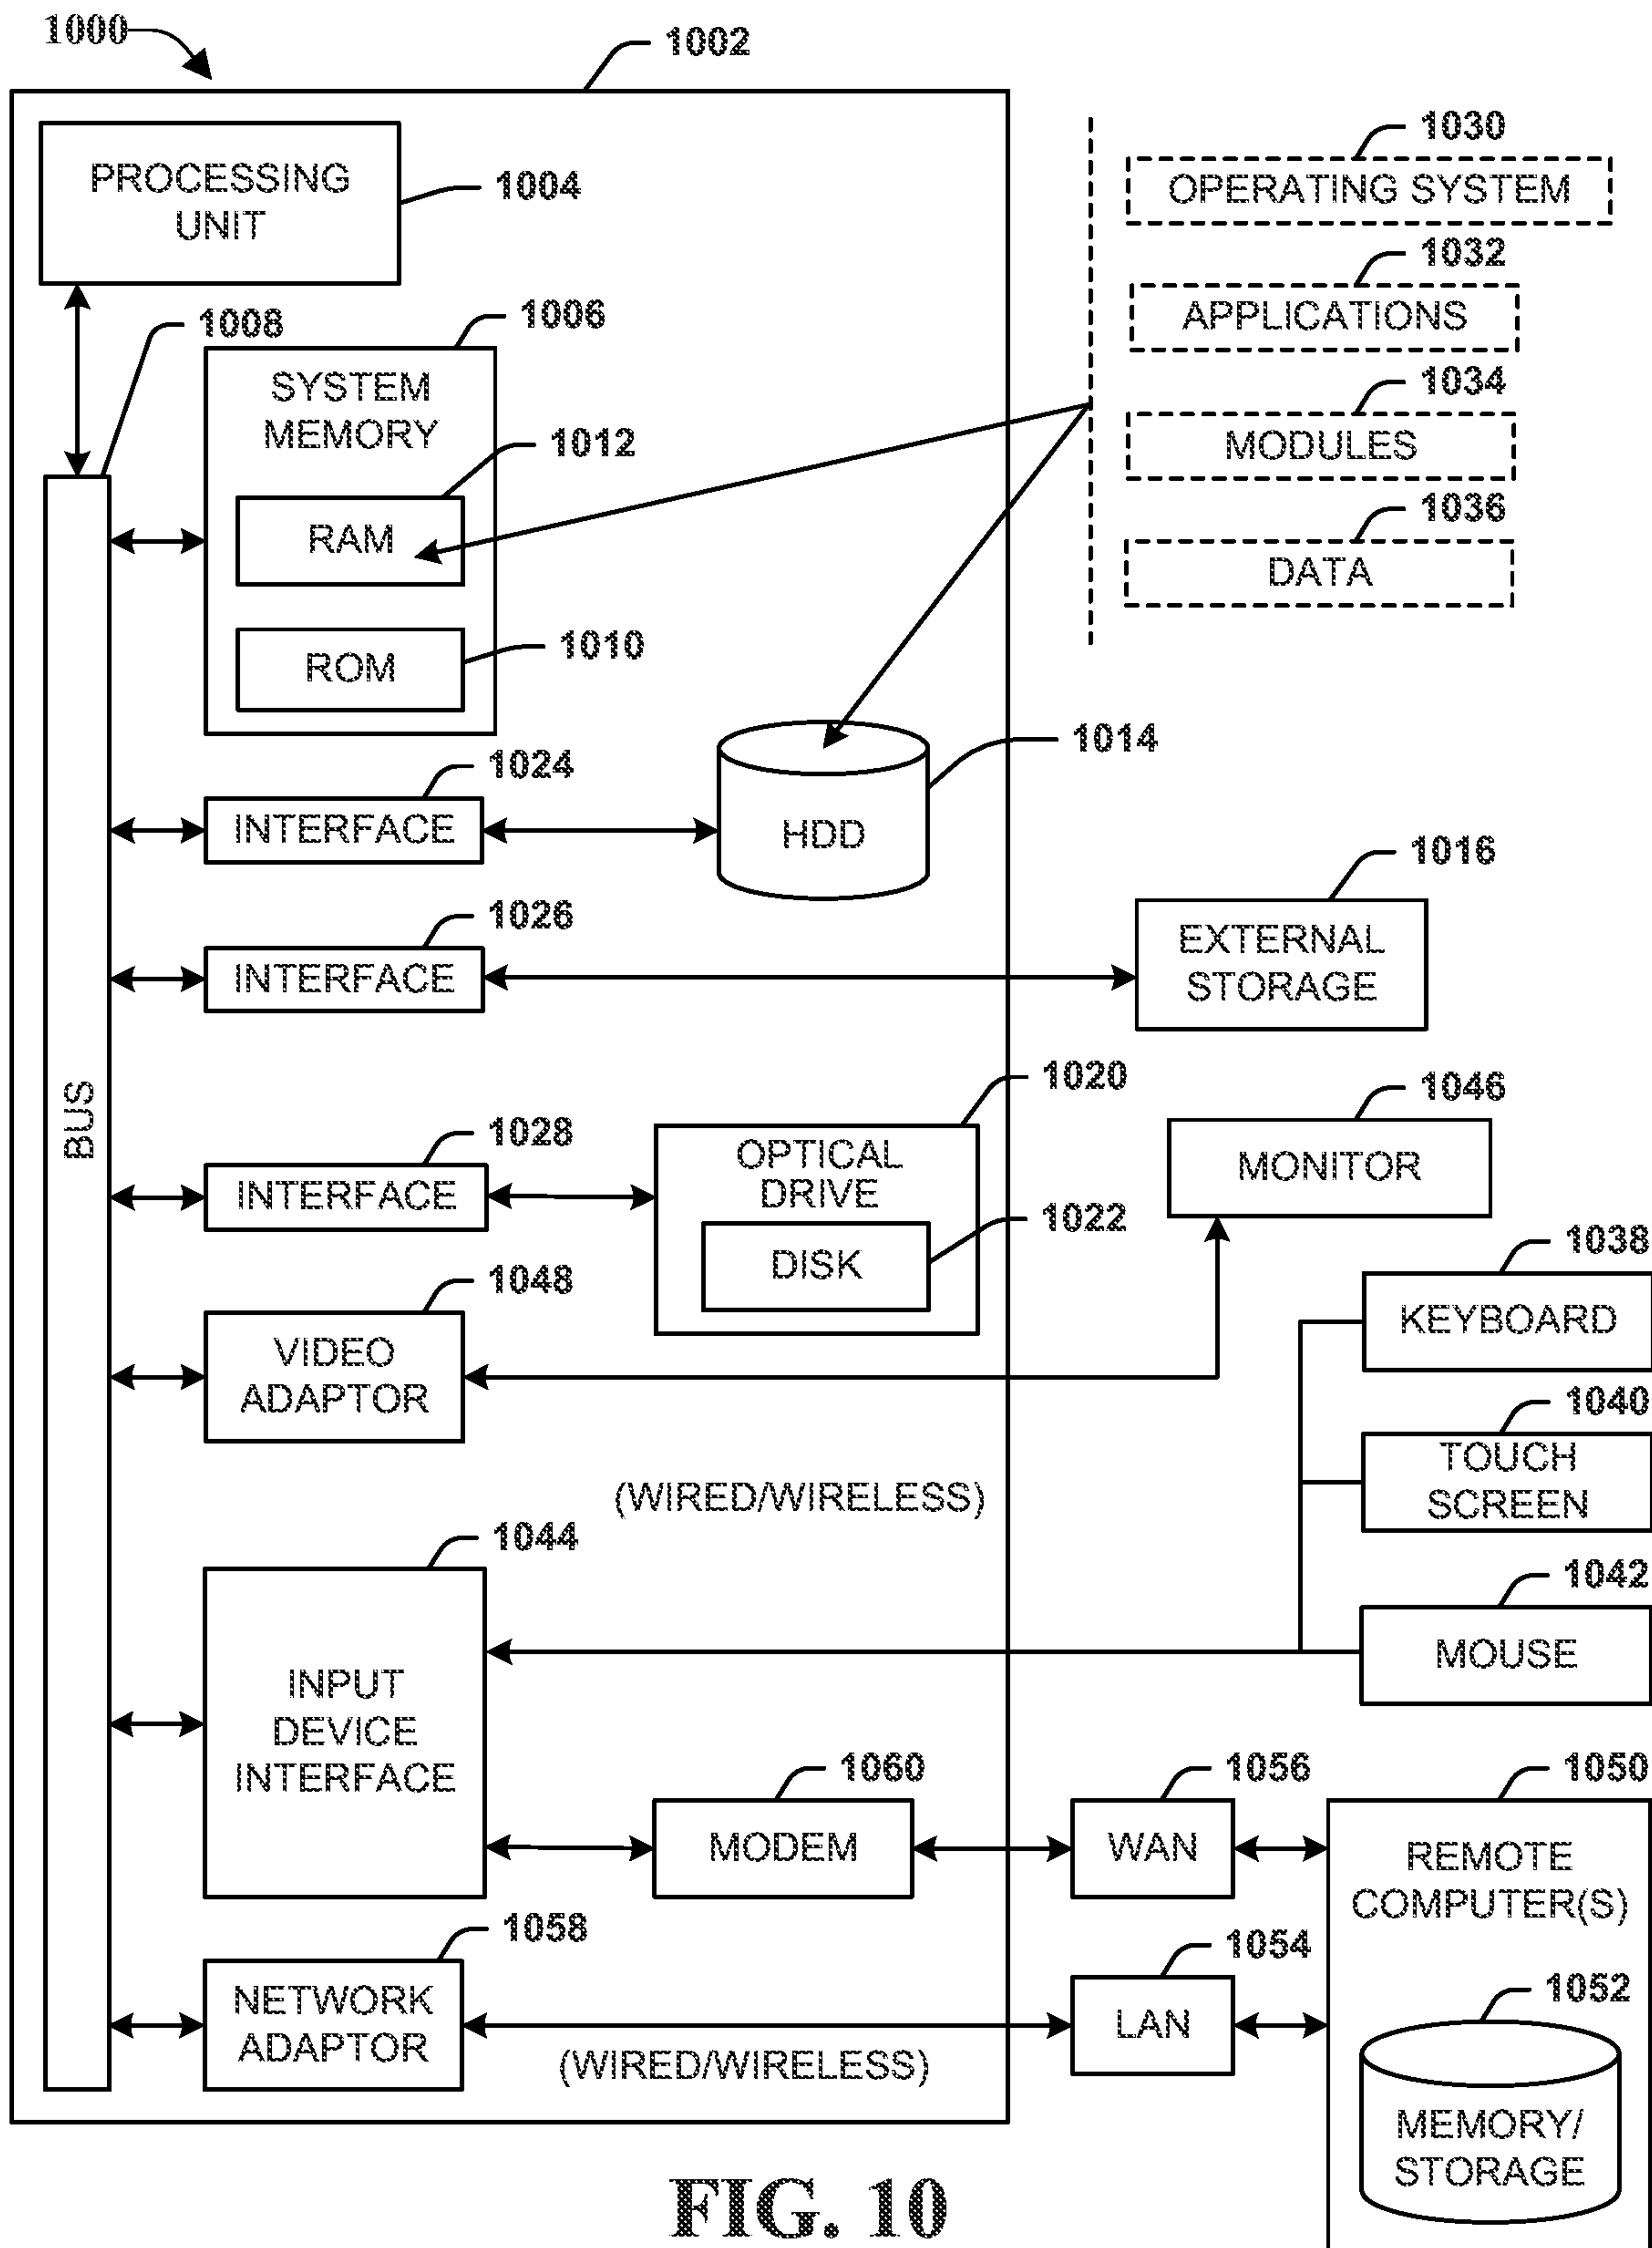 1000
1002
PROCESSING
UNIT
1004
1030
OPERATING SYSTEM
1032
APPLICATIONS
1034
MODULES
1036
DATA
1008
1006
SYSTEM
MEMORY
1012
RAM
1010
ROM
1024
INTERFACE
1014
HDD
1026
INTERFACE
1016
EXTERNAL
STORAGE
BUS
1028
INTERFACE
1020
OPTICAL
DRIVE
1022
DISK
1046
MONITOR
1048
VIDEO
ADAPTOR
1038
KEYBOARD
1040
TOUCH
SCREEN
(WIRED/WIRELESS)
1044
INPUT
DEVICE
INTERFACE
1042
MOUSE
1060
MODEM
1056
WAN
1050
REMOTE
COMPUTER(S)
1058
NETWORK
ADAPTOR
(WIRED/WIRELESS)
1054
LAN
1052
MEMORY/
STORAGE
FIG. 10